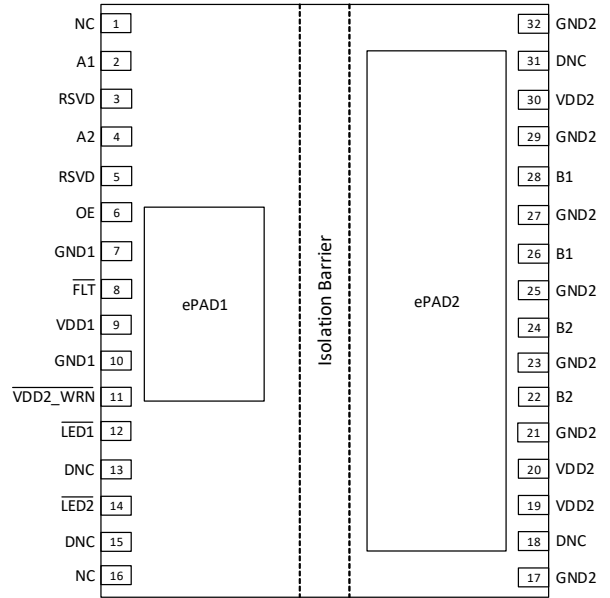 NC 1
A1 2
RSVD 3
A2 4
RSVD 5
OE 6
GND1 7
FLT 8
VDD1 9
GND1 10
VDD2_WRN 11
LED1 12
DNC 13
LED2 14
DNC 15
NC 16
ePAD1
Isolation Barrier
ePAD2
32 GND2
31 DNC
30 VDD2
29 GND2
28 B1
27 GND2
26 B1
25 GND2
24 B2
23 GND2
22 B2
21 GND2
20 VDD2
19 VDD2
18 DNC
17 GND2